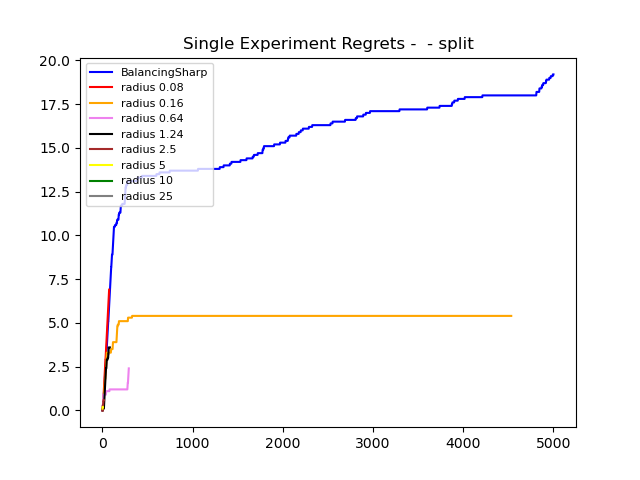 Single Experiment Regrets -  - split
20.0
17.5
15.0
12.5
10.0
7.5
5.0
2.5
0.0
BalancingSharp
radius 0.08
radius 0.16
radius 0.64
radius 1.24
radius 2.5
radius 5
radius 10
radius 25
0 1000 2000 3000 4000 5000